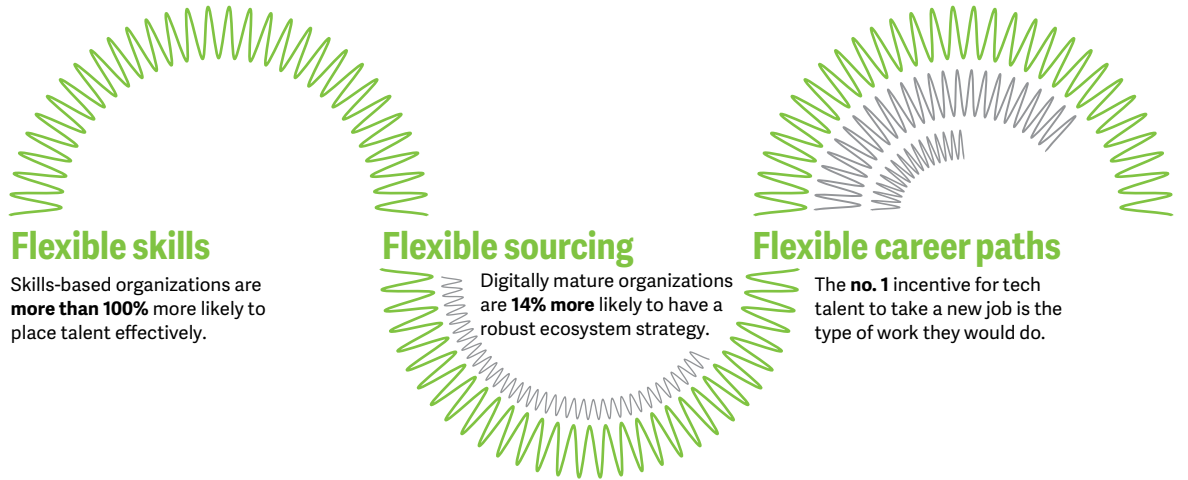 Flexible skills
Skills-based organizations are
more than 100% more likely to
place talent effectively.
Flexible sourcing
Digitally mature organizations
are 14% more likely to have a
robust ecosystem strategy.
Flexible career paths
The no. 1 incentive for tech
talent to take a new job is the
type of work they would do.